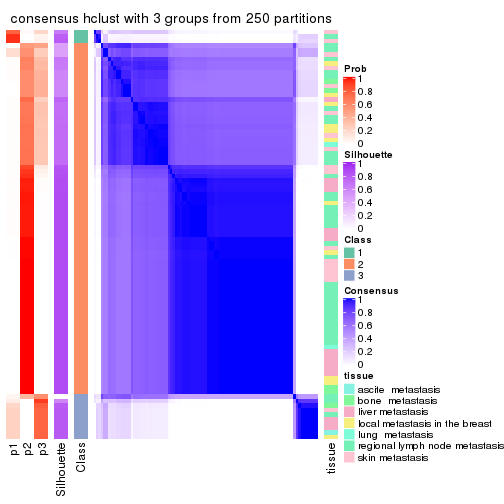 consensus hclust with 3 groups from 250 partitions
Prob
1
0.8
0.6
0.4
0.2
0
Silhouette
1
0.8
0.6
0.4
0.2
0
Class
1
2
3
Consensus
1
0.8
0.6
0.4
0.2
0
tissue
ascite metastasis
bone metastasis
liver metastasis
local metastasis in the breast
lung metastasis
regional lymph node metastasis
skin metastasis
p1
p2
p3
Silhouette
Class
tissue